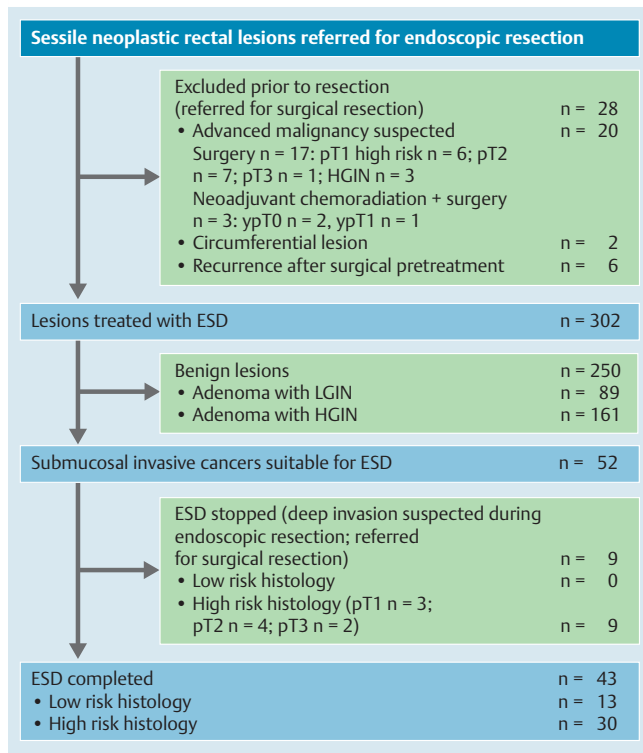 Sessile neoplastic rectal lesions referred for endoscopic resection
Excluded prior to resection
(referred for surgical resection) n = 28
• Advanced malignancy suspected n = 20
Surgery n = 17: pT1 high risk n = 6; pT2
n = 7; pT3 n = 1; HGIN n = 3
Neoadjuvant chemoradiation + surgery
n = 3: ypT0 n = 2, ypT1 n = 1
• Circumferential lesion n = 2
• Recurrence after surgical pretreatment n = 6
Lesions treated with ESD n = 302
Benign lesions n = 250
• Adenoma with LGIN n = 89
• Adenoma with HGIN n = 161
Submucosal invasive cancers suitable for ESD n = 52
ESD stopped (deep invasion suspected during
endoscopic resection; referred
for surgical resection) n = 9
• Low risk histology n = 0
• High risk histology (pT1 n = 3;
pT2 n = 4; pT3 n = 2) n = 9
ESD completed n = 43
• Low risk histology n = 13
• High risk histology n = 30